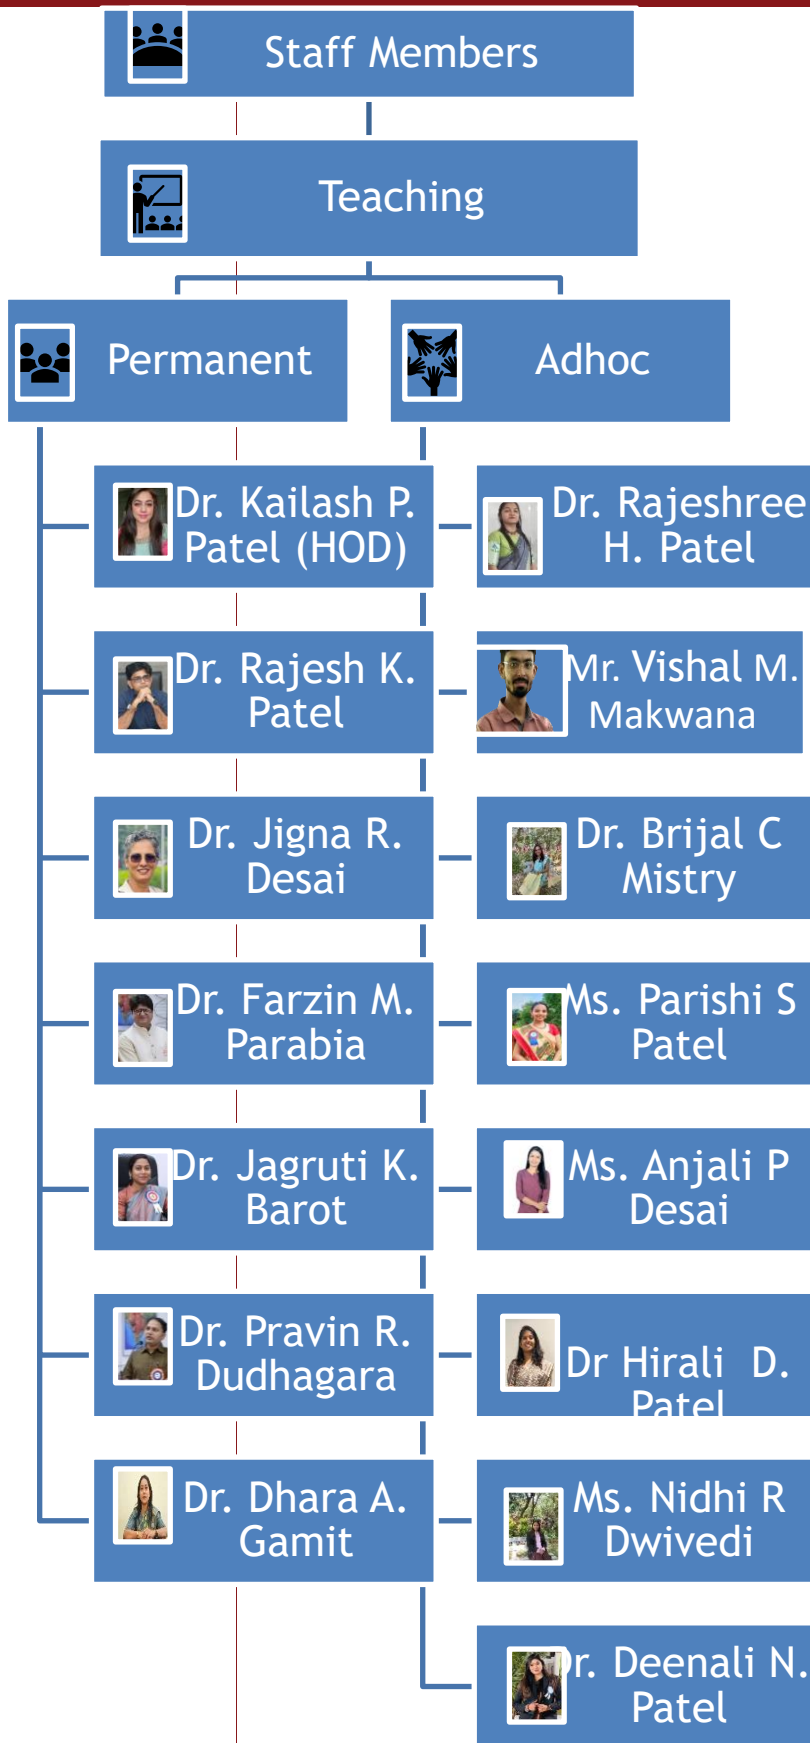 Staff Members
Teaching
Permanent
Adhoc
Dr. Kailash P.
Patel (HOD)
Dr. Rajeshree
H. Patel
Dr. Rajesh K.
Patel
Mr. Vishal M.
Makwana
Dr. Jigna R.
Desai
Dr. Brijal C
Mistry
Dr. Farzin M.
Parabia
Ms. Parishi S
Patel
Dr. Jagruti K.
Barot
Ms. Anjali P
Desai
Dr. Pravin R.
Dudhagara
Dr Hirali D.
Patel
Dr. Dhara A.
Gamit
Ms. Nidhi R
Dwivedi
Dr. Deenali N.
Patel